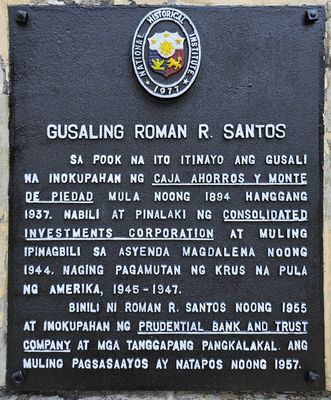 NATIONAL HISTORICAL INSTITUTE
1977
GUSALING ROMAN R. SANTOS
SA POOK NA ITO ITINAYO ANG GUSALI
NA INOKUPAHAN NG CAJA AHORROS Y MONTE
DE PIEDAD MULA NOONG 1894 HANGGANG
1937. NABILI AT PINALAKI NG CONSOLIDATED
INVESTMENTS CORPORATION AT MULING
IPINAGBILI SA ASYENDA MAGDALENA NOONG
1944. NAGING PAGAMUTAN NG KRUS NA PULA
NG AMERIKA, 1945-1947.
BINILI NI ROMAN R. SANTOS NOONG 1955
AT INOKUPAHAN NG PRUDENTIAL BANK AND TRUST
COMPANY AT MGA TANGGAPANG PANGKALAKAL. ANG
MULING PAGSASAAYOS AY NATAPOS NOONG 1957.